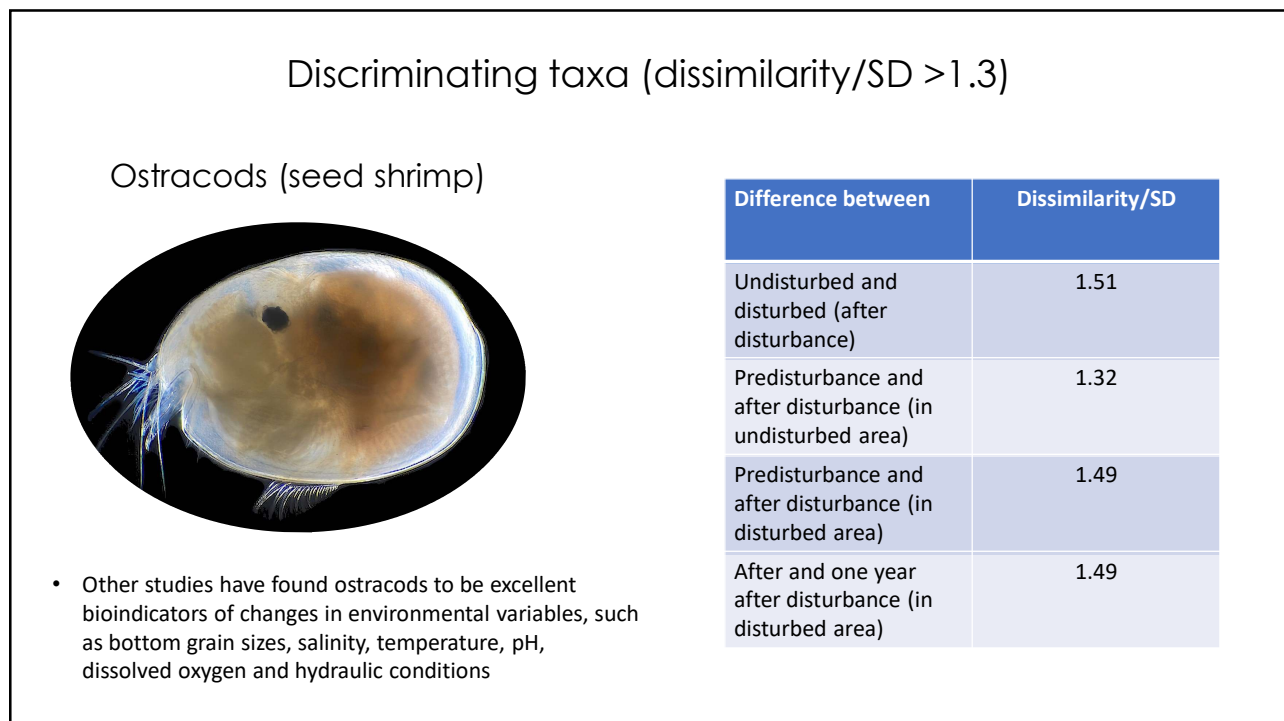 Discriminating taxa (dissimilarity/SD >1.3)
Ostracods (seed shrimp)
• Other studies have found ostracods to be excellent
bioindicators of changes in environmental variables, such
as bottom grain sizes, salinity, temperature, pH,
dissolved oxygen and hydraulic conditions
Difference between Dissimilarity/SD
Undisturbed and 1.51
disturbed (after
disturbance)
Predisturbance and 1.32
after disturbance (in
undisturbed area)
Predisturbance and 1.49
after disturbance (in
disturbed area)
After and one year 1.49
after disturbance (in
disturbed area)